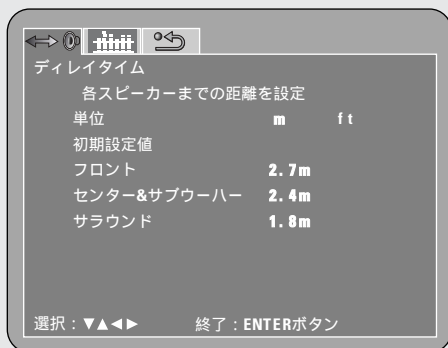 ディレイタイム
各スピーカーまでの距離を設定
単位 m ft
初期設定値
フロント 2.7m
センター&サブウーハー 2.4m
サラウンド 1.8m
選択:▼▲◀▶ 終了:ENTERボタン